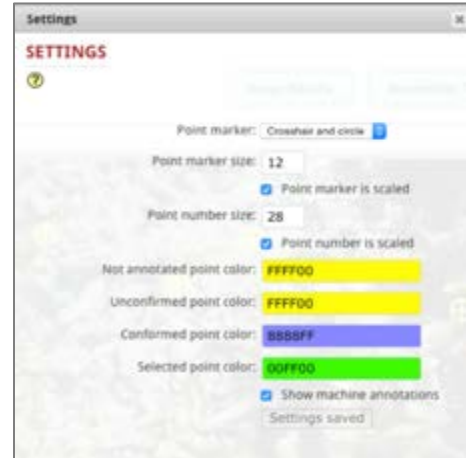 Settings
SETTINGS
Point marker: Crosshair and circle
Point marker size: 12
Point marker is scaled
Point number size: 28
Point number is scaled
Not annotated point color: FFFF00
Unconfirmed point color: FFFF00
Conformed point color: 8888FF
Selected point color: 00FF00
Show machine annotations
Settings saved